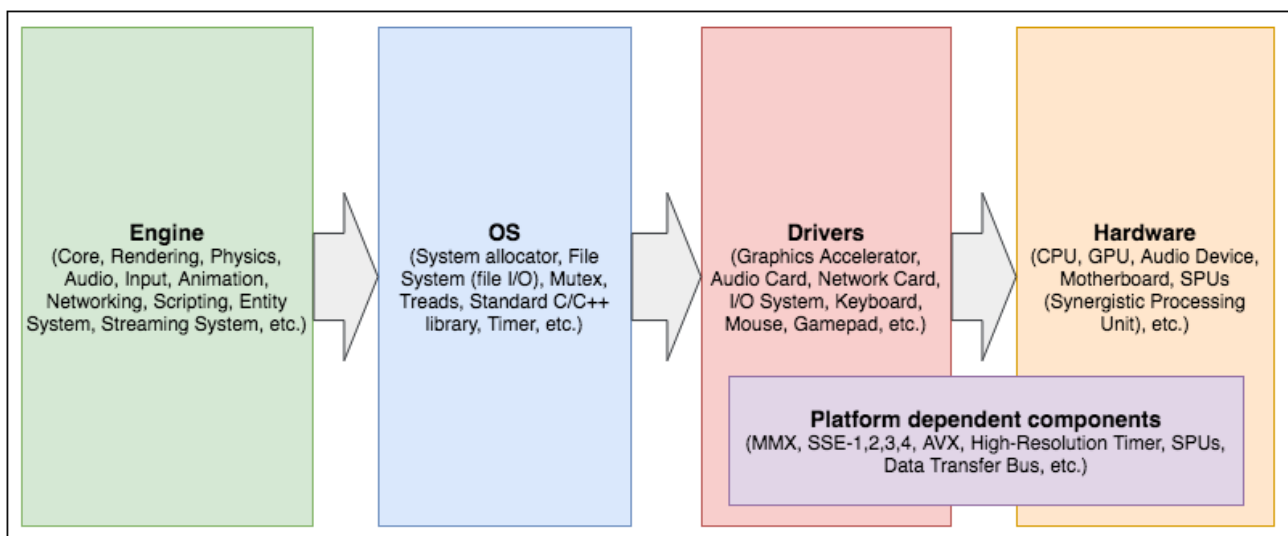 Engine
(Core, Rendering, Physics,
Audio, Input, Animation,
Networking, Scripting, Entity
System, Streaming System, etc.)
OS
(System allocator, File
System (file I/O), Mutex,
Treads, Standard C/C++
library, Timer, etc.)
Drivers
(Graphics Accelerator,
Audio Card, Network Card,
I/O System, Keyboard,
Mouse, Gamepad, etc.)
Hardware
(CPU, GPU, Audio Device,
Motherboard, SPUs
(Synergistic Processing
Unit), etc.)
Platform dependent components
(MMX, SSE-1,2,3,4, AVX, High-Resolution Timer, SPUs,
Data Transfer Bus, etc.)